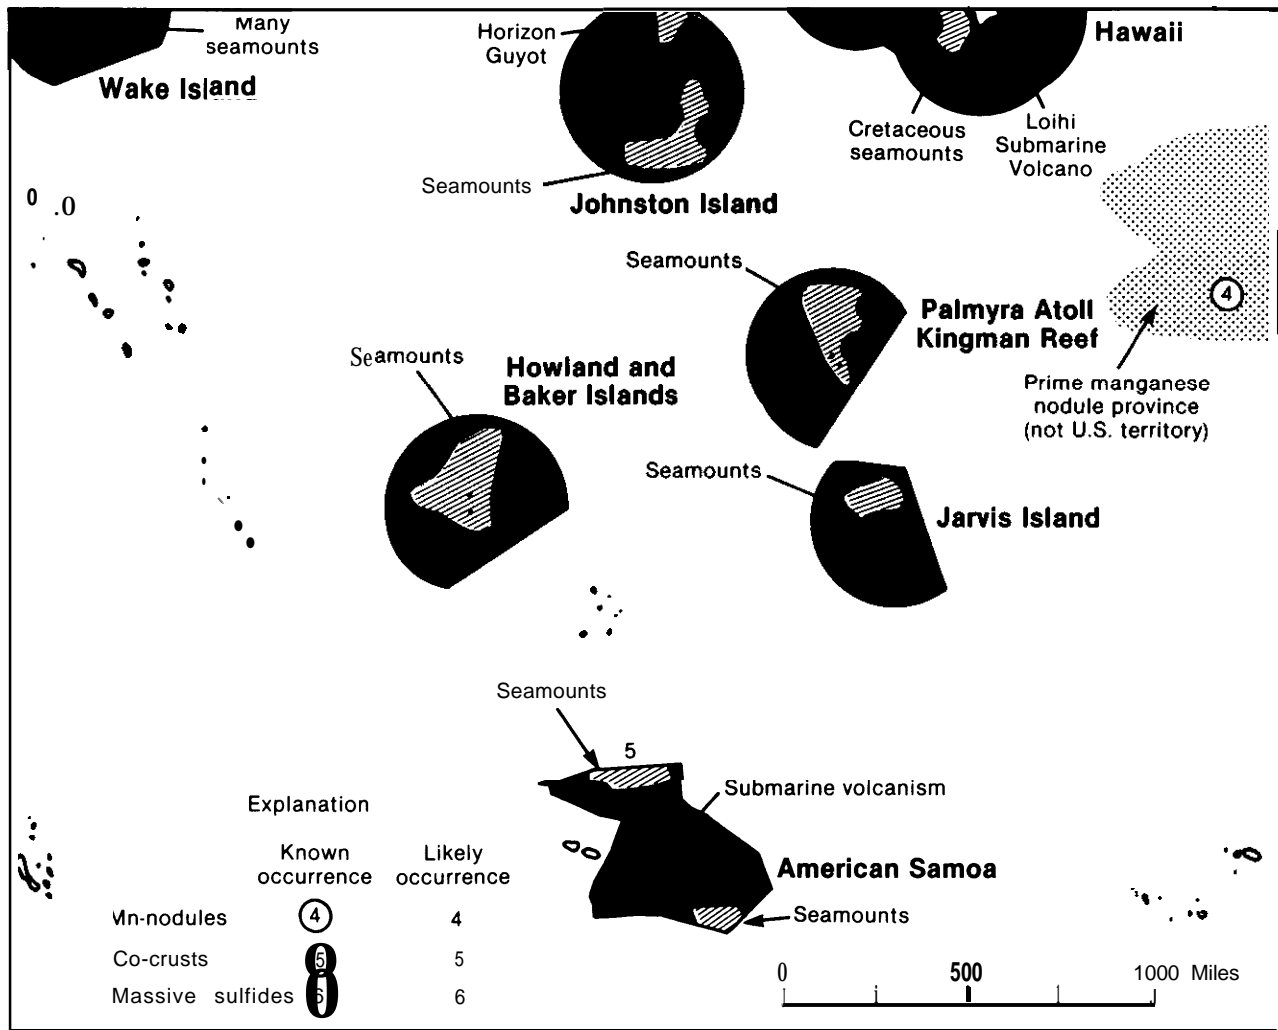 Many
seamounts
Wake Island
Horizon
Guyot
Seamounts
Johnston Island
Hawaii
Cretaceous
seamounts
Loihi
Submarine
Volcano
0 .0
Seamounts
Palmyra Atoll
Kingman Reef
4
Prime manganese
nodule province
(not U.S. territory)
Seamounts
Howland and
Baker Islands
Seamounts
Jarvis Island
Seamounts
5
Submarine volcanism
American Samoa
Seamounts
Explanation
Known
occurrence
Likely
occurrence
Mn-nodules 4 4
Co-crusts 5 5
Massive sulfides 6 6
0 500 1000 Miles